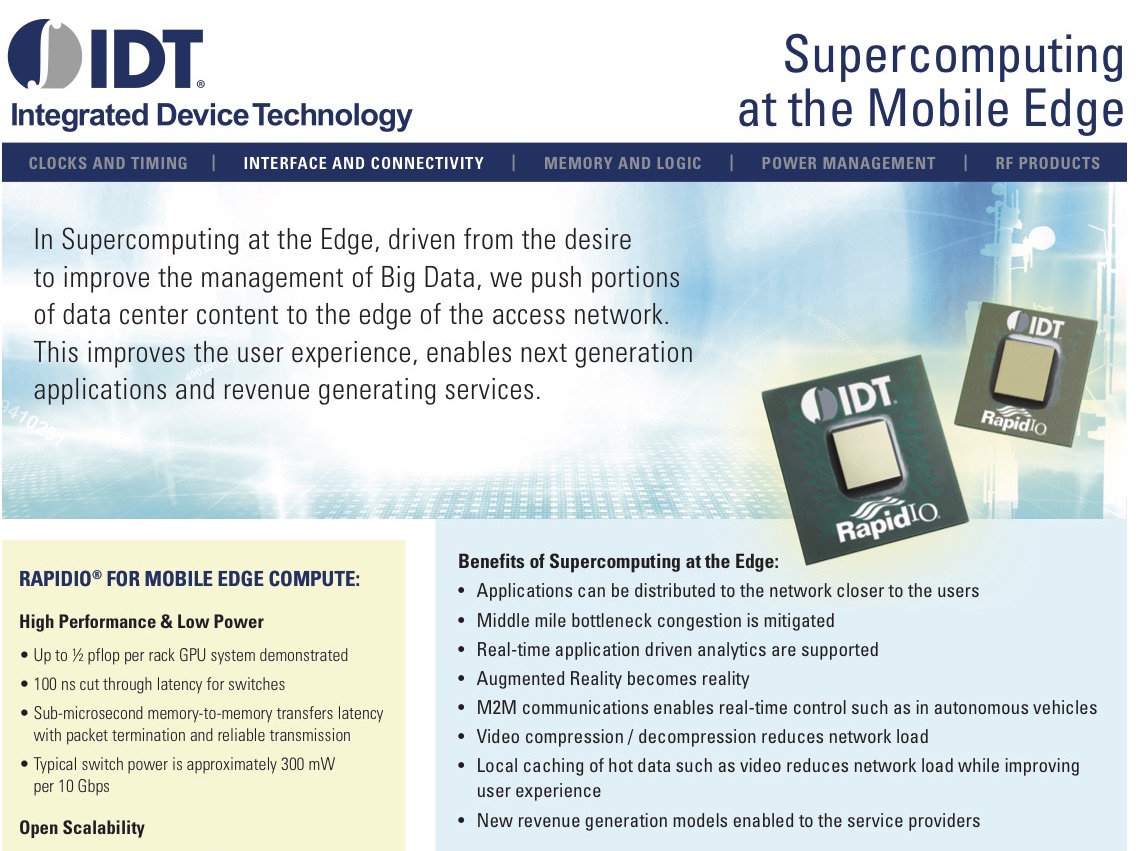 IDT®
Integrated Device Technology
Supercomputing
at the Mobile Edge
CLOCKS AND TIMING | INTERFACE AND CONNECTIVITY | MEMORY AND LOGIC | POWER MANAGEMENT | RF PRODUCTS
In Supercomputing at the Edge, driven from the desire
to improve the management of Big Data, we push portions
of data center content to the edge of the access network.
This improves the user experience, enables next generation
applications and revenue generating services.
IDT
RapidIO
IDT
RapidIO
RAPIDIO® FOR MOBILE EDGE COMPUTE:
High Performance & Low Power
• Up to ½ pflop per rack GPU system demonstrated
• 100 ns cut through latency for switches
• Sub-microsecond memory-to-memory transfers latency
with packet termination and reliable transmission
• Typical switch power is approximately 300 mW
per 10 Gbps
Open Scalability
Benefits of Supercomputing at the Edge:
• Applications can be distributed to the network closer to the users
• Middle mile bottleneck congestion is mitigated
• Real-time application driven analytics are supported
• Augmented Reality becomes reality
• M2M communications enables real-time control such as in autonomous vehicles
• Video compression / decompression reduces network load
• Local caching of hot data such as video reduces network load while improving
user experience
• New revenue generation models enabled to the service providers